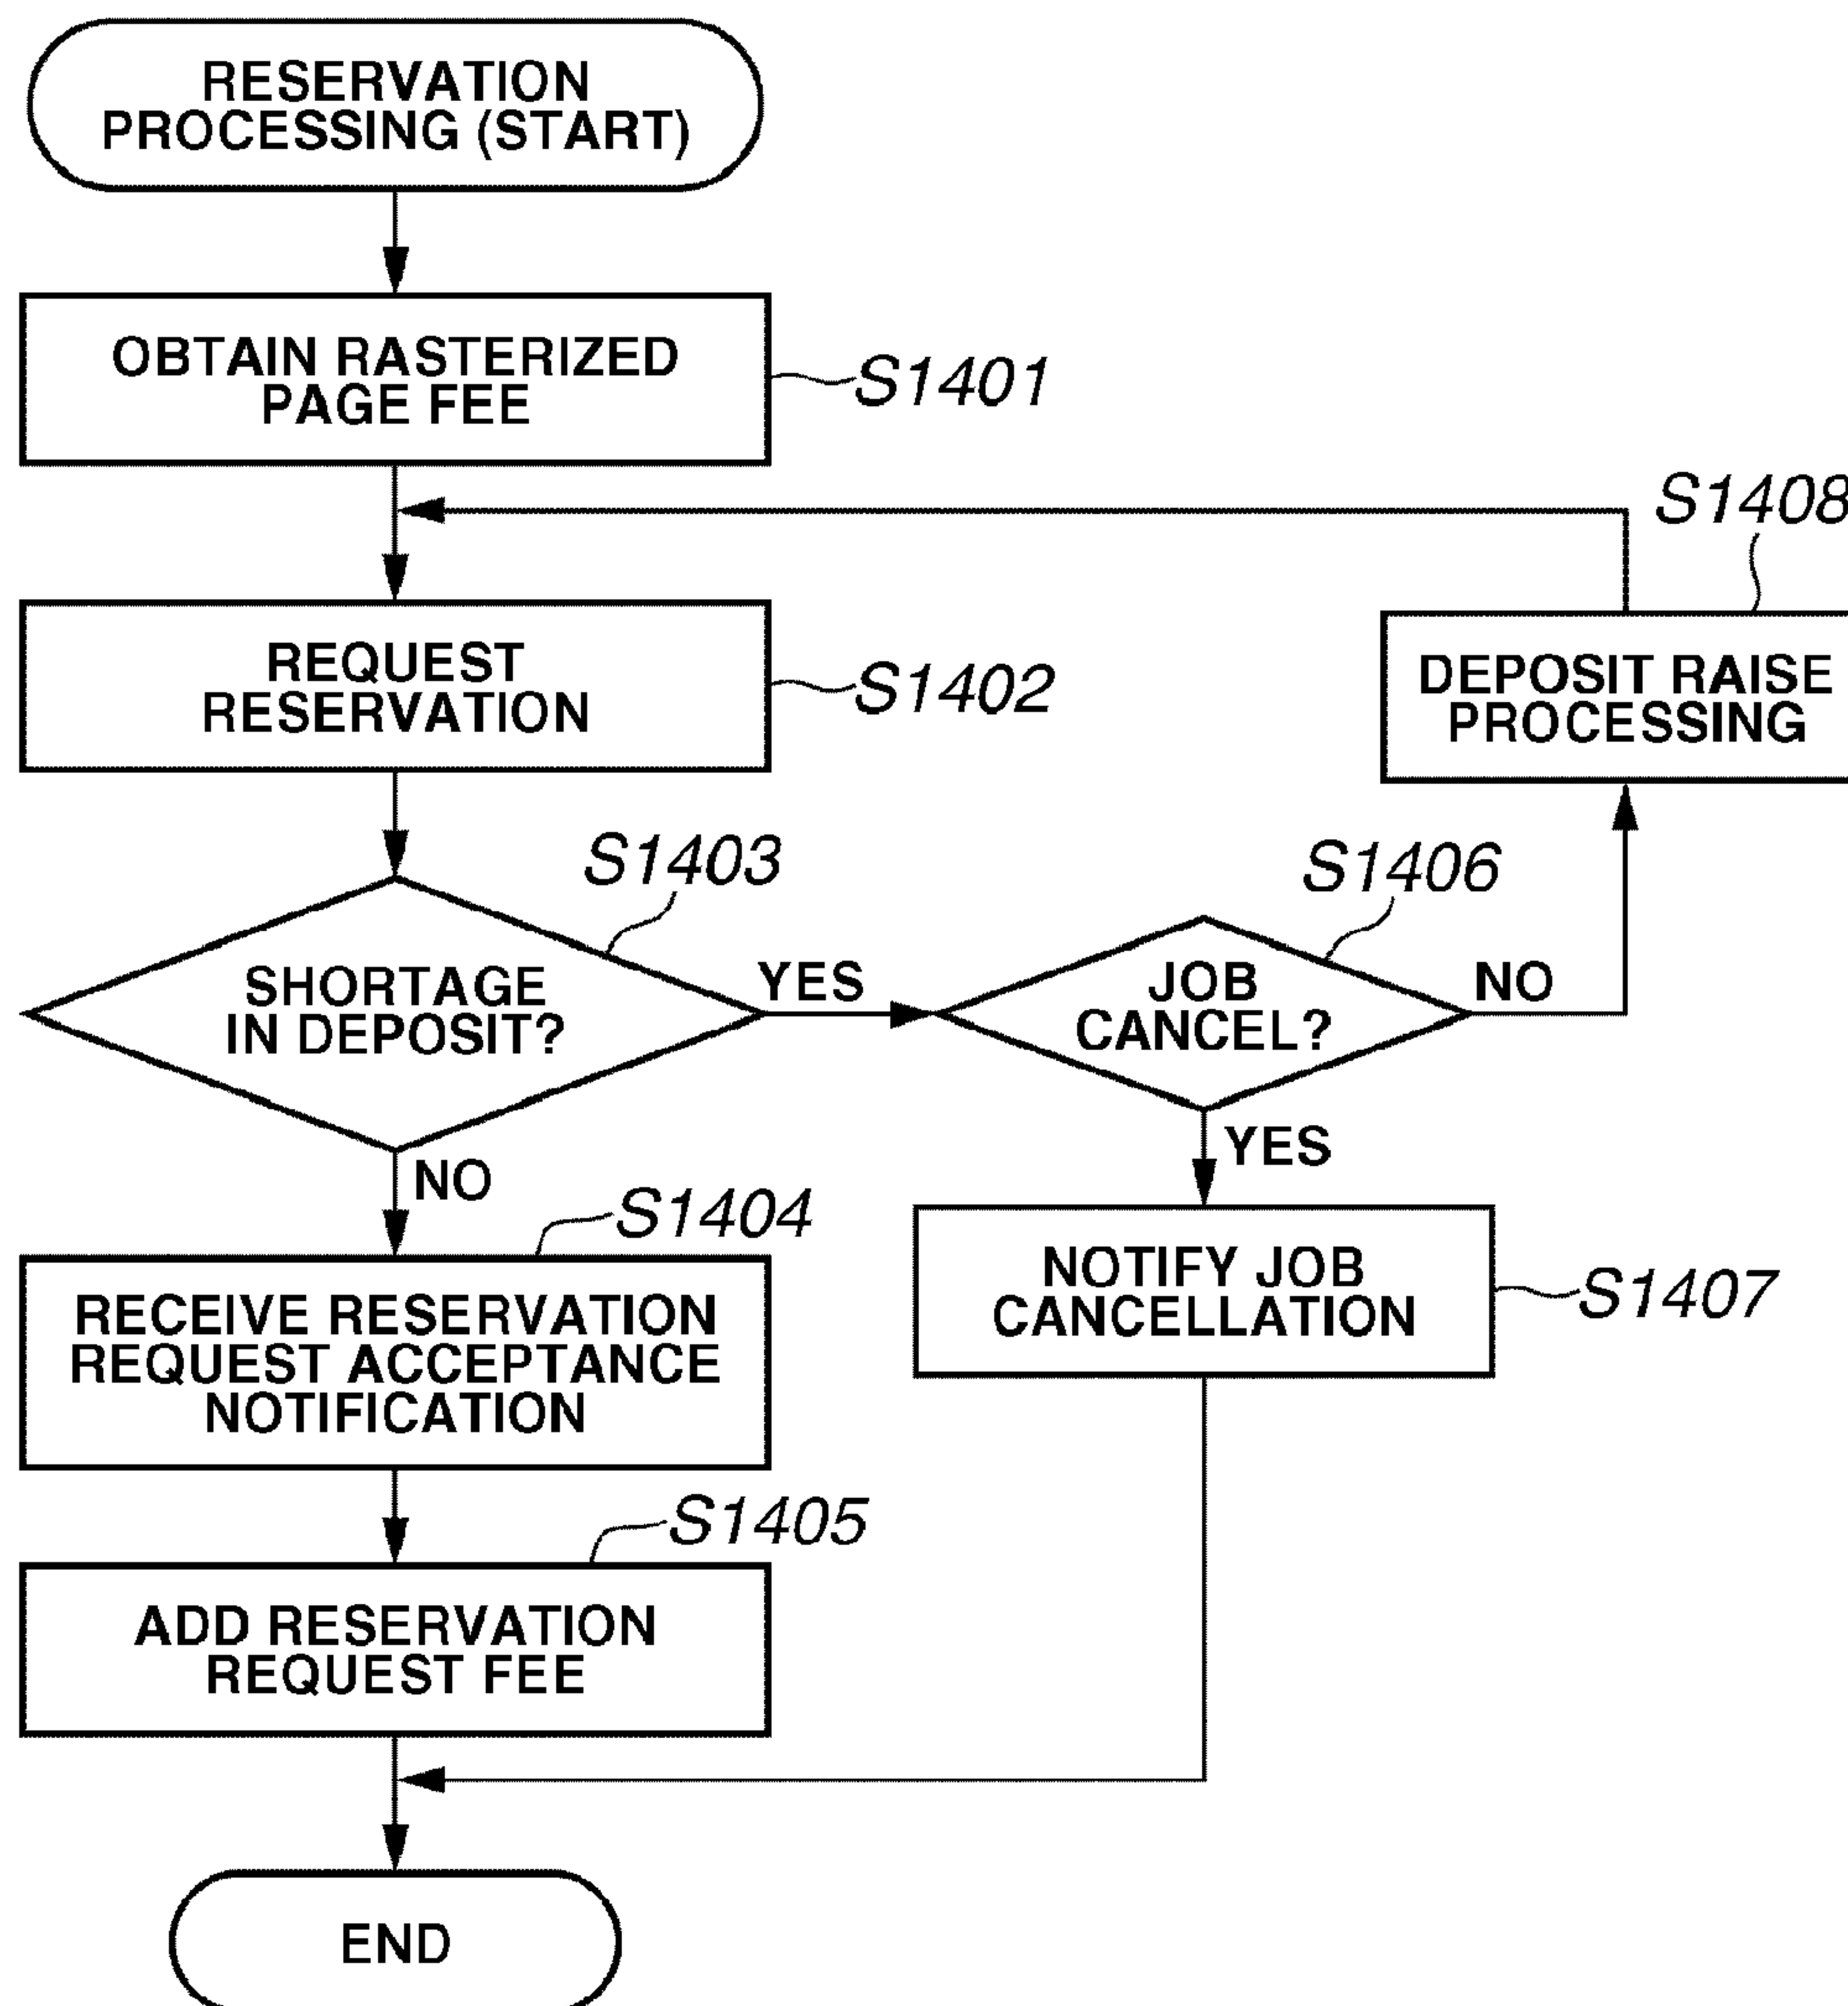 RESERVATION
PROCESSING (START)
OBTAIN RASTERIZED
PAGE FEE
S1401
S1408
REQUEST
RESERVATION
S1402
DEPOSIT RAISE
PROCESSING
S1403
S1406
SHORTAGE
IN DEPOSIT?
YES
JOB
CANCEL?
NO
NO
YES
S1404
RECEIVE RESERVATION
REQUEST ACCEPTANCE
NOTIFICATION
NOTIFY JOB
CANCELLATION
S1407
S1405
ADD RESERVATION
REQUEST FEE
END